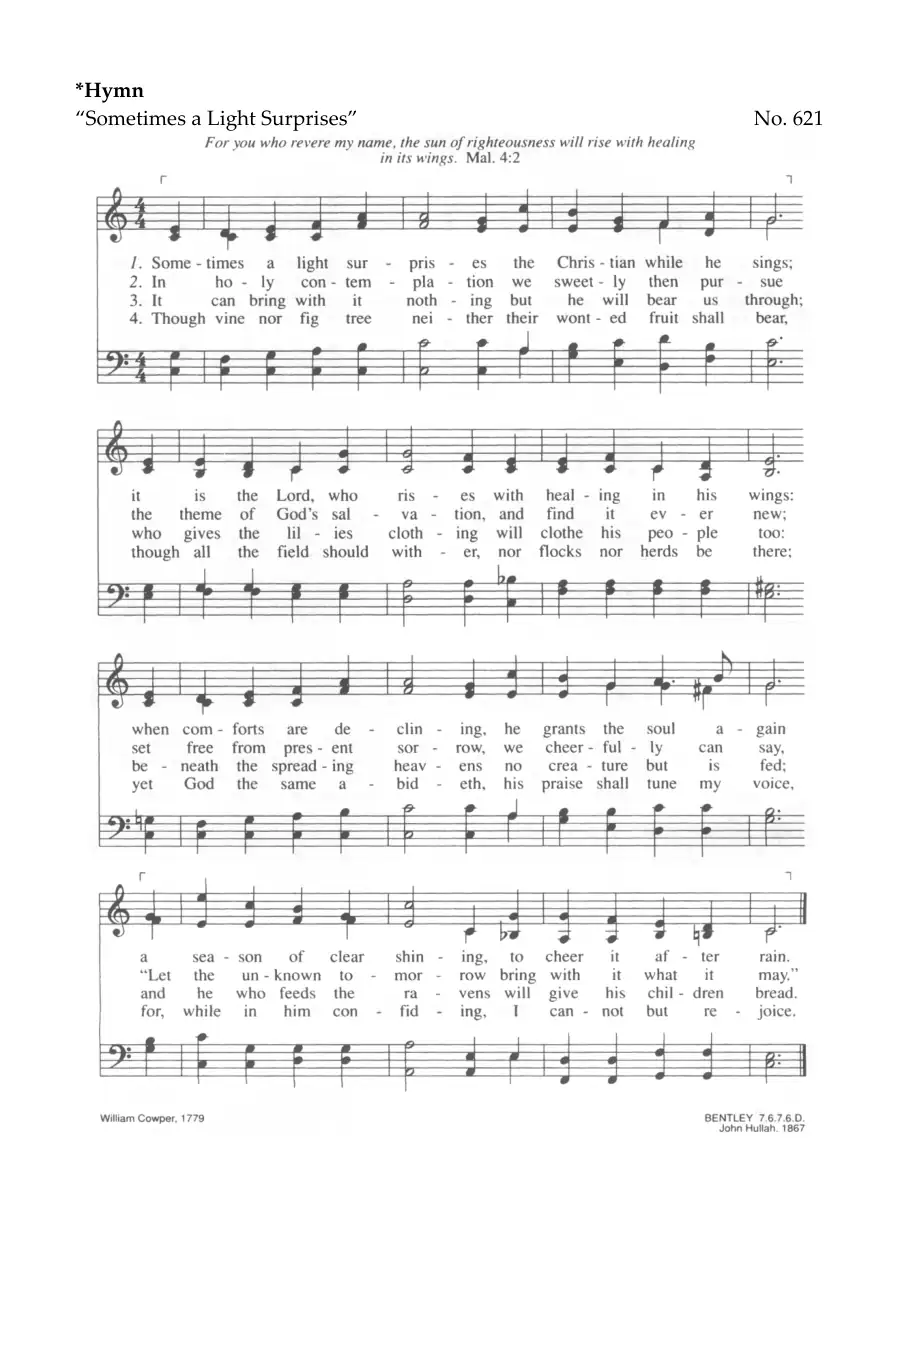 *Hymn
“Sometimes a Light Surprises” No. 621
For you who revere my name, the sun of righteousness will rise with healing
in its wings. Mal. 4:2
1. Some - times a light sur - pris - es the Chris - tian while he sings;
2. In ho - ly con - tem - pla - tion we sweet - ly then pur - sue
3. It can bring with it noth - ing but he will bear us through;
4. Though vine nor fig tree nei - ther their wont - ed fruit shall bear,
it is the Lord, who ris - es with heal - ing in his wings:
the theme of God's sal - va - tion, and find it ev - er new;
who gives the lil - ies cloth - ing will clothe his peo - ple too:
though all the field should with - er, nor flocks nor herds be there;
when com - forts are de - clin - ing, he grants the soul a - gain
set free from pres - ent sor - row, we cheer - ful - ly can say,
be - neath the spread - ing heav - ens no crea - ture but is fed;
yet God the same a - bid - eth, his praise shall tune my voice,
a sea - son of clear shin - ing, to cheer it af - ter rain.
“Let the un - known to - mor - row bring with it what it may.”
and he who feeds the ra - vens will give his chil - dren bread.
for, while in him con - fid - ing, I can - not but re - joice.
William Cowper, 1779 BENTLEY 7.6.7.6.D.
John Hullah, 1867